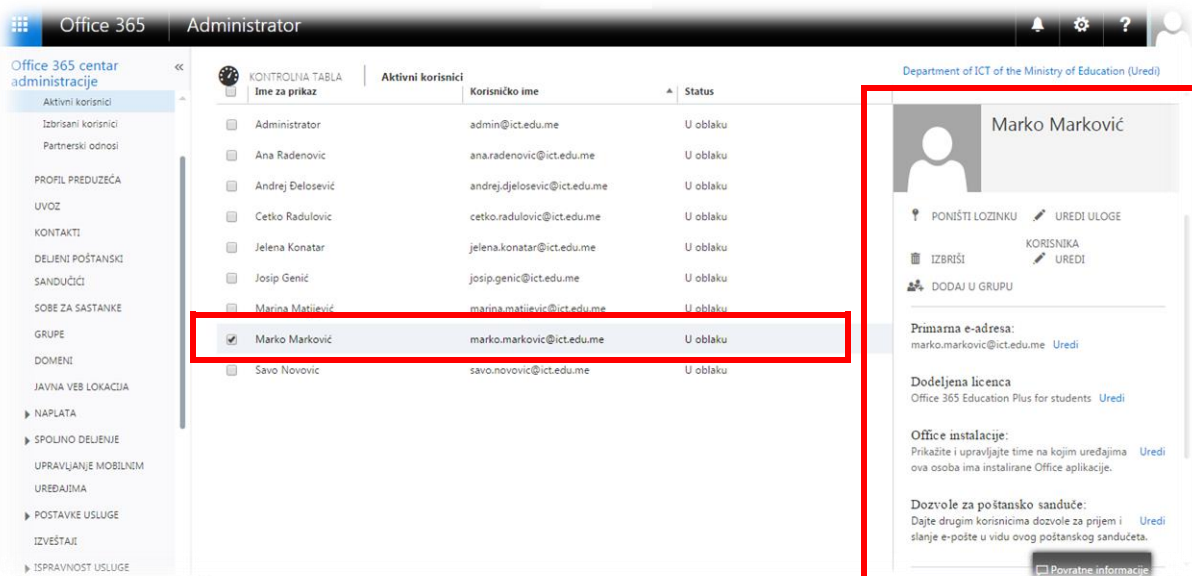 Office 365
Administrator
?
Office 365 centar
administracije
«
Aktivni korisnici
Izbrisani korisnici
Partnerski odnosi
PROFIL PREDUZEĆA
UVOZ
KONTAKTI
DELJENI POŠTANSKI
SANDUČIĆI
SOBE ZA SASTANKE
GRUPE
DOMENI
JAVNA VEB LOKACIJA
NAPLATA
SPOLJNO DELJENJE
UPRAVLJANJE MOBILNIM
UREĐAJIMA
POSTAVKE USLUGE
IZVEŠTAJI
ISPRAVNOST USLUGE
KONTROLNA TABLA
Aktivni korisnici
Ime za prikaz Korisničko ime Status
Administrator admin@ict.edu.me U oblaku
Ana Radenovic ana.radenovic@ict.edu.me U oblaku
Andrej Đelosević andrej.djelosevic@ict.edu.me U oblaku
Cetko Radulovic cetko.radulovic@ict.edu.me U oblaku
Jelena Konatar jelena.konatar@ict.edu.me U oblaku
Josip Genić josip.genic@ict.edu.me U oblaku
Marina Matijević marina.matijevic@ict.edu.me U oblaku
Marko Marković marko.markovic@ict.edu.me U oblaku
Savo Novovic savo.novovic@ict.edu.me U oblaku
Department of ICT of the Ministry of Education (Uredi)
Marko Marković
PONIŠTI LOZINKU UREDI ULOGE
KORISNIKA
IZBRIŠI UREDI
DODAJ U GRUPU
Primarna e-adresa:
marko.markovic@ict.edu.me Uredi
Dodeljena licenca
Office 365 Education Plus for students Uredi
Office instalacije:
Prikažite i upravljajte time na kojim uređajima Uredi
ova osoba ima instalirane Office aplikacije.
Dozvole za poštansko sanduče:
Dajte drugim korisnicima dozvole za prijem i Uredi
slanje e-pošte u vidu ovog poštanskog sandučeta.
Povratne informacije